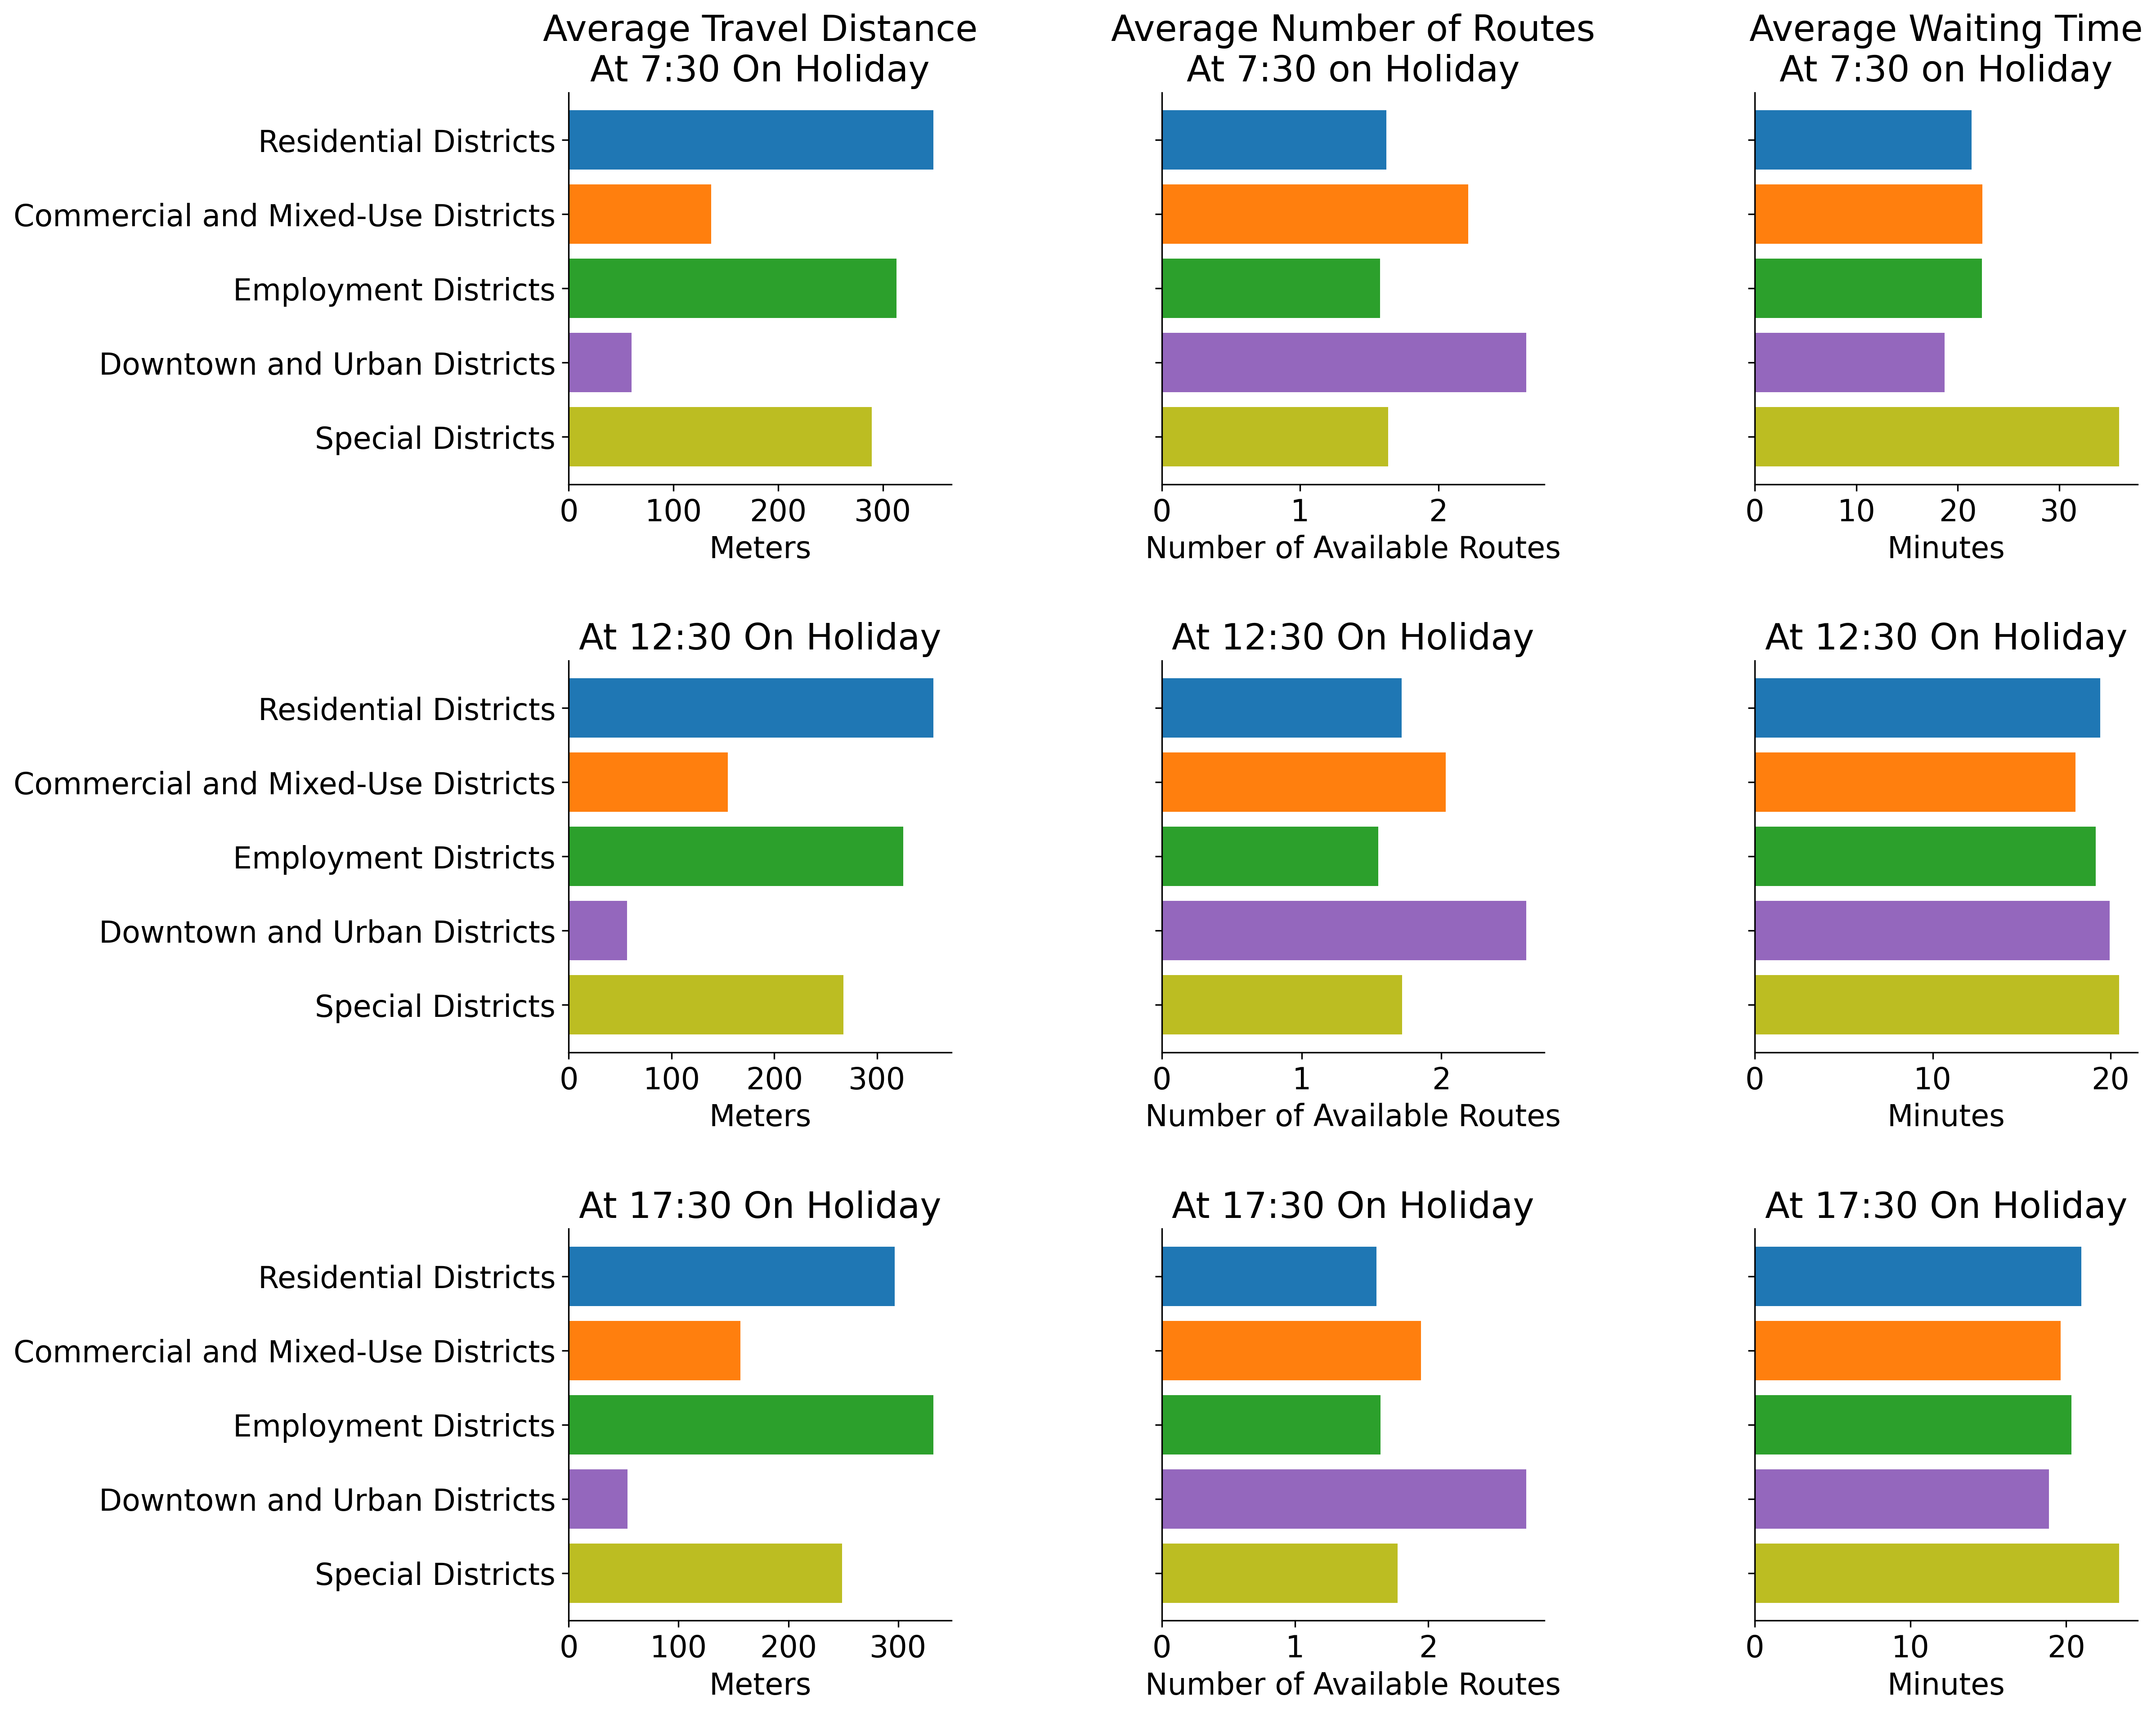 Average Travel Distance
At 7:30 On Holiday
Average Number of Routes
At 7:30 on Holiday
Average Waiting Time
At 7:30 on Holiday
Residential Districts
Commercial and Mixed-Use Districts
Employment Districts
Downtown and Urban Districts
Special Districts
0 100 200 300
Meters
0 1 2
Number of Available Routes
0 10 20 30
Minutes
At 12:30 On Holiday
At 12:30 On Holiday
At 12:30 On Holiday
Residential Districts
Commercial and Mixed-Use Districts
Employment Districts
Downtown and Urban Districts
Special Districts
0 100 200 300
Meters
0 1 2
Number of Available Routes
0 10 20
Minutes
At 17:30 On Holiday
At 17:30 On Holiday
At 17:30 On Holiday
Residential Districts
Commercial and Mixed-Use Districts
Employment Districts
Downtown and Urban Districts
Special Districts
0 100 200 300
Meters
0 1 2
Number of Available Routes
0 10 20
Minutes